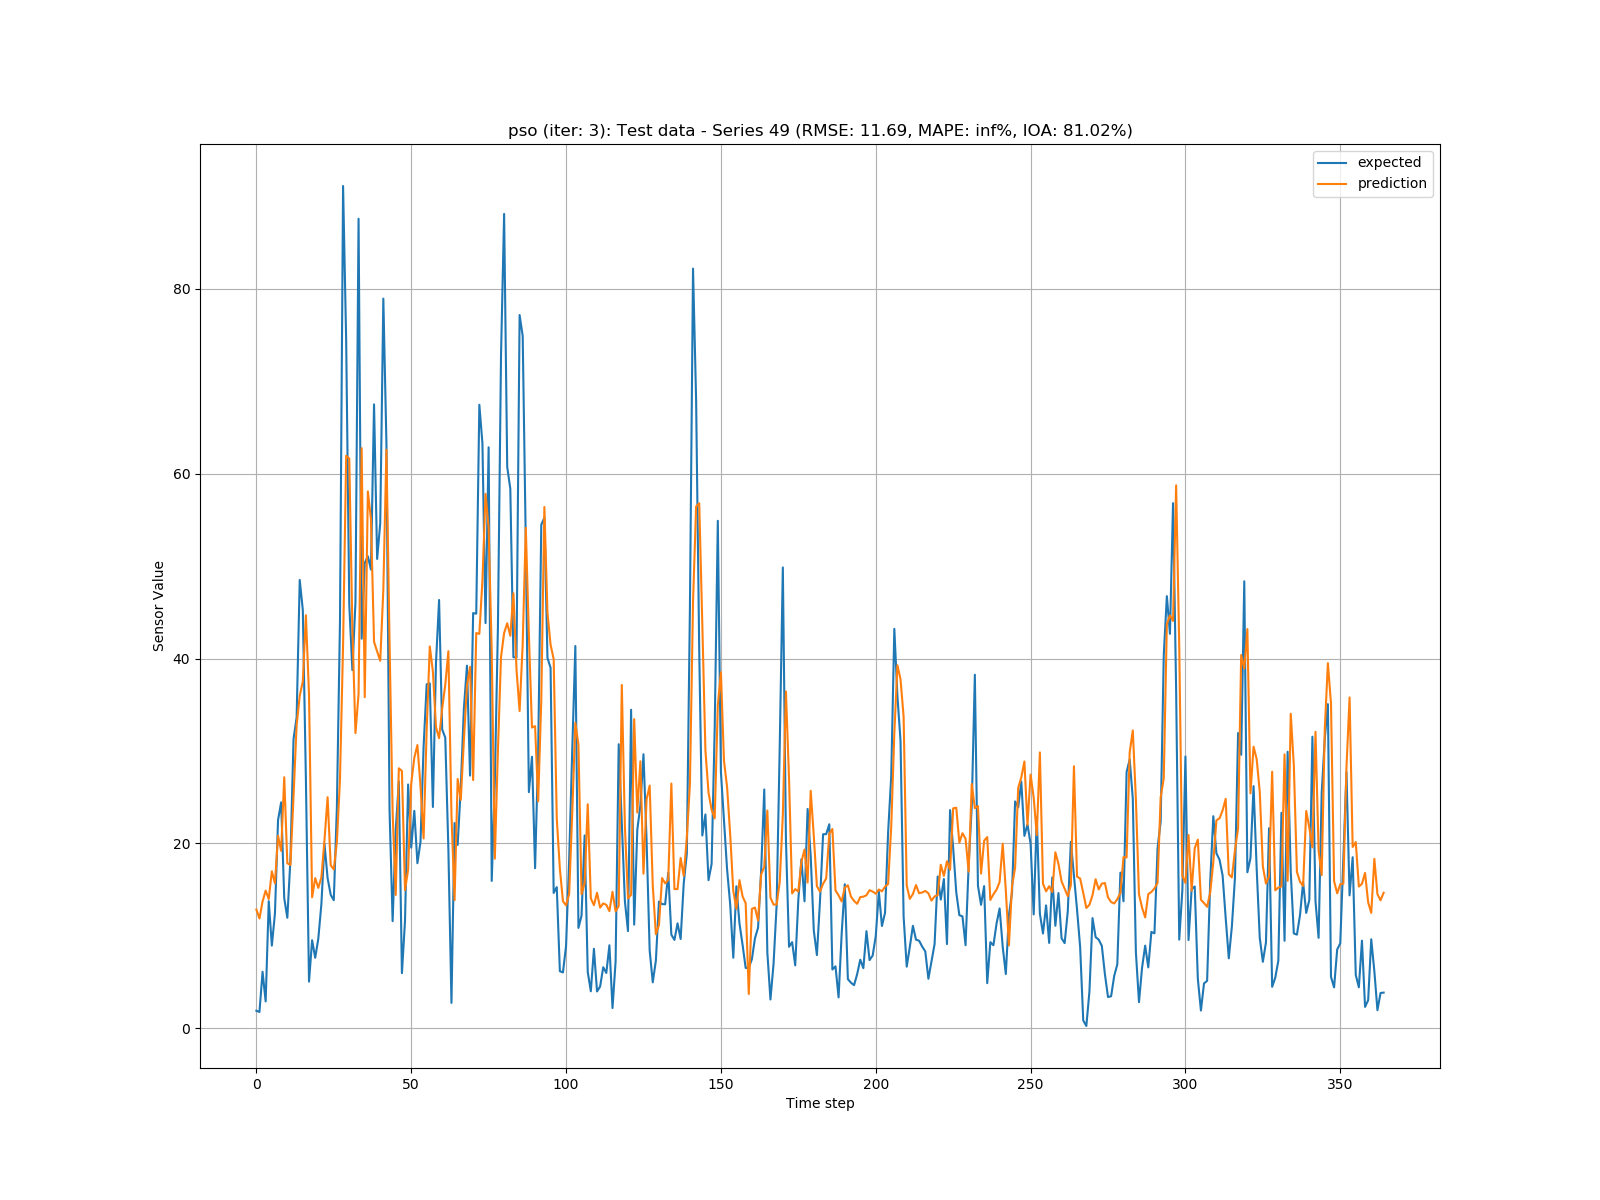 pso (iter: 3): Test data - Series 49 (RMSE: 11.69, MAPE: inf%, IOA: 81.02%)
expected
prediction
80
60
40
20
0
Sensor Value
0 50 100 150 200 250 300 350
Time step